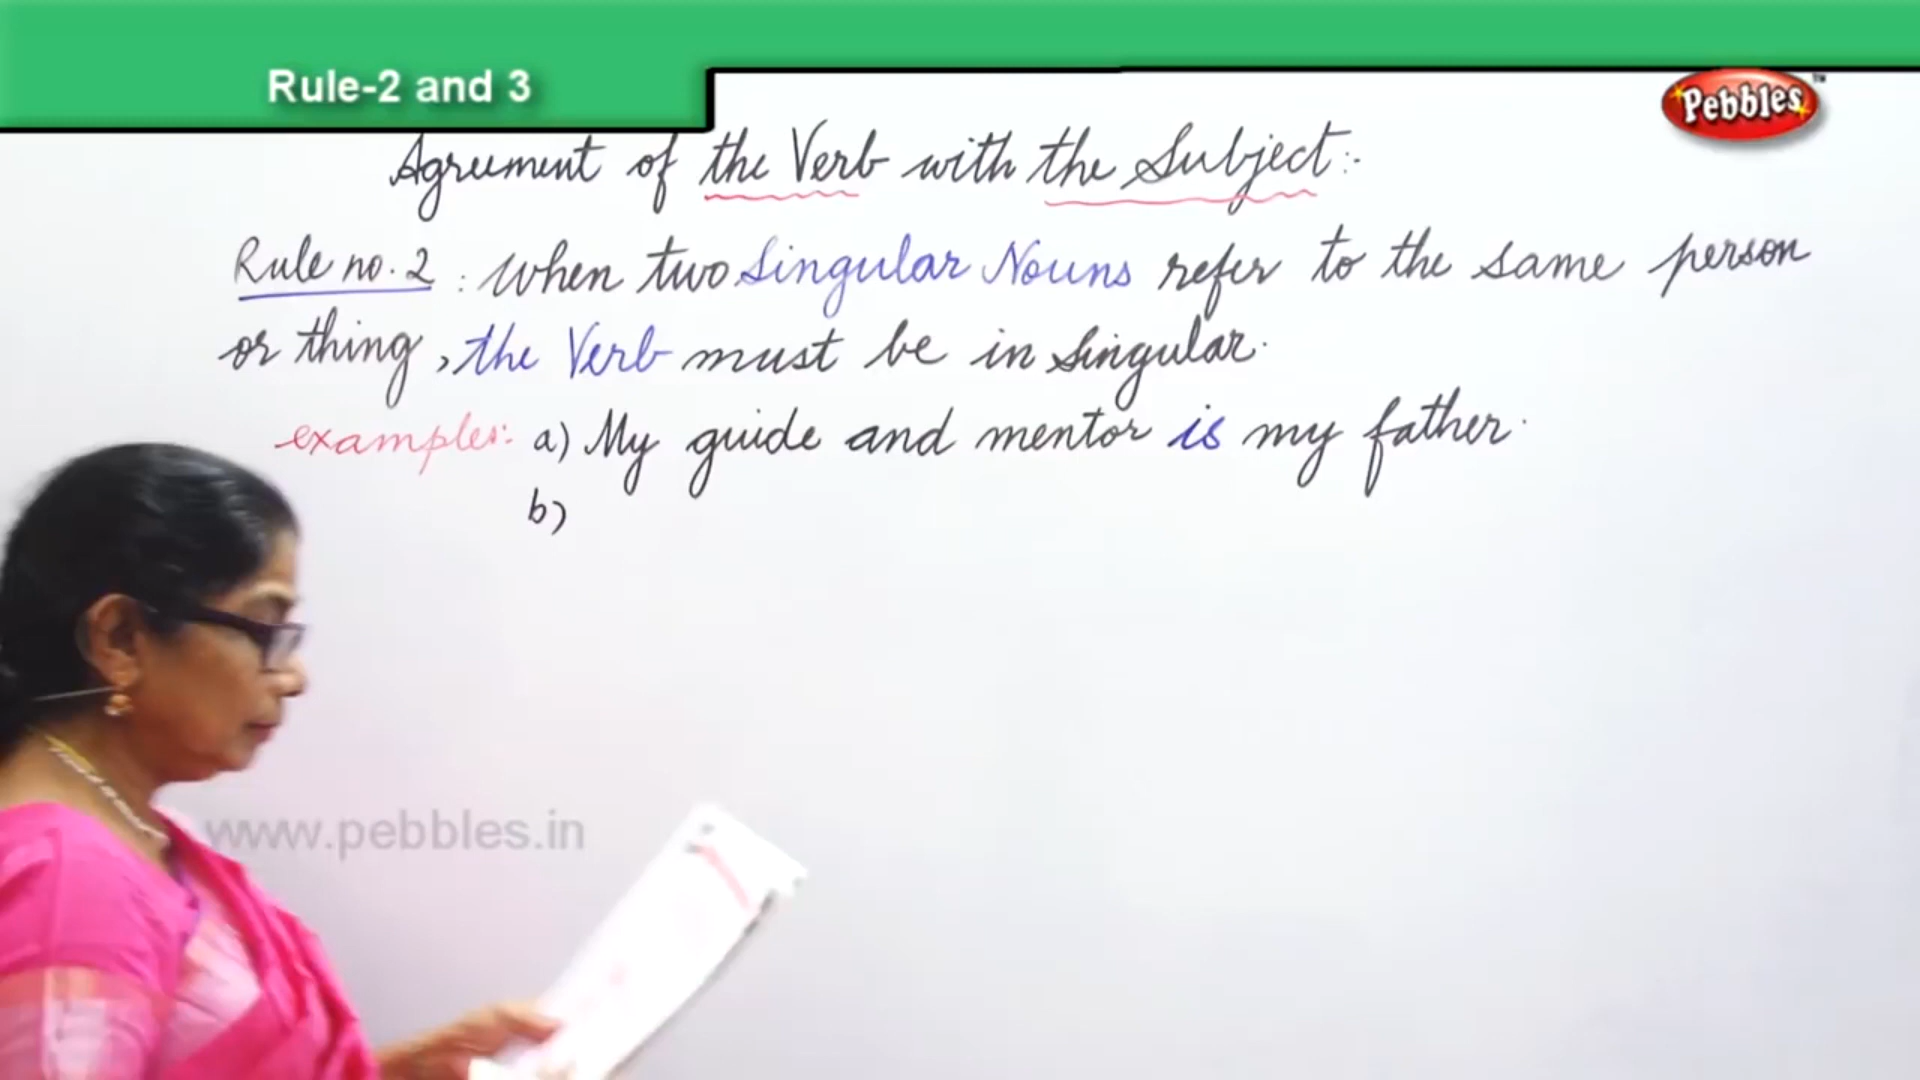 Rule-2 and 3
Pebbles™
Agreement of the Verb with the Subject:-
Rule no. 2 : When two Singular Nouns refer to the same person
or thing, the Verb must be in Singular.
examples:- a) My guide and mentor is my father.
b)
www.pebbles.in